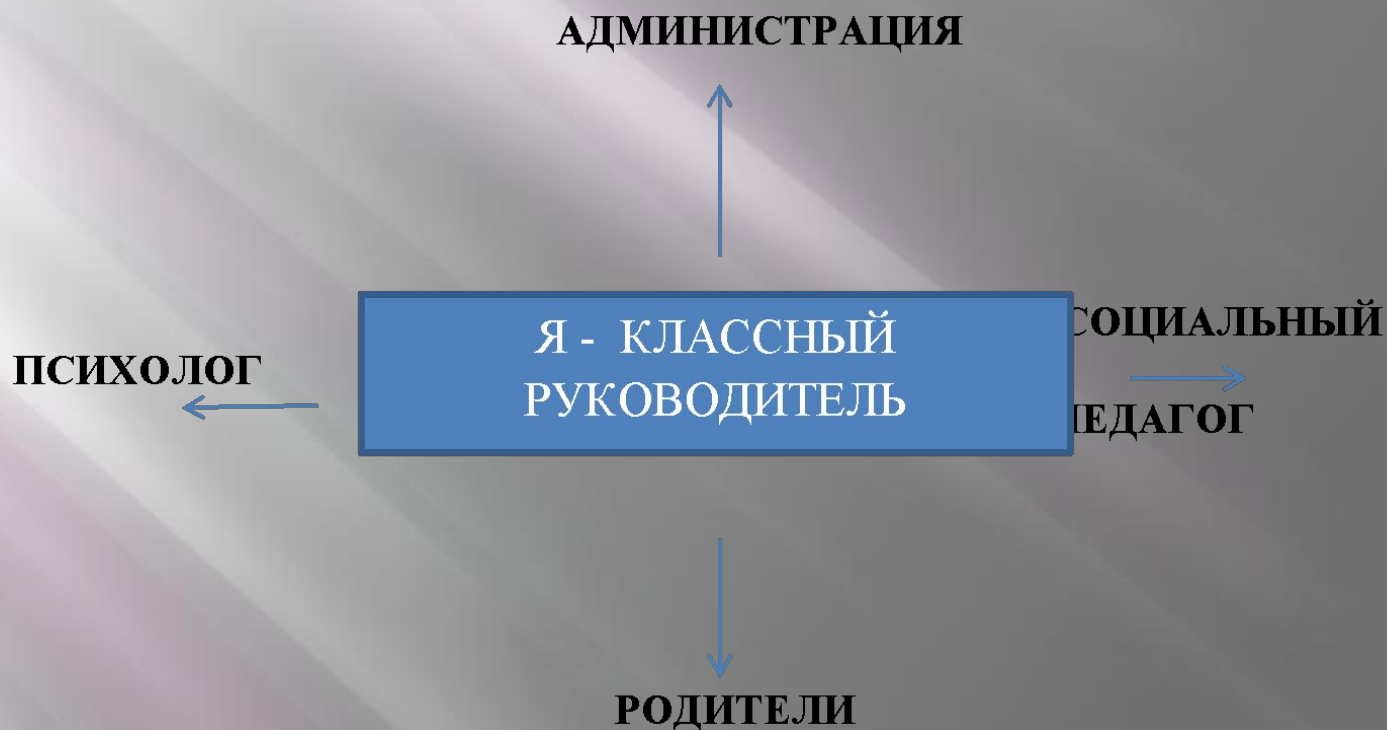 АДМИНИСТРАЦИЯ
Я - КЛАССНЫЙ
РУКОВОДИТЕЛЬ
ПСИХОЛОГ
СОЦИАЛЬНЫЙ
ПЕДАГОГ
РОДИТЕЛИ